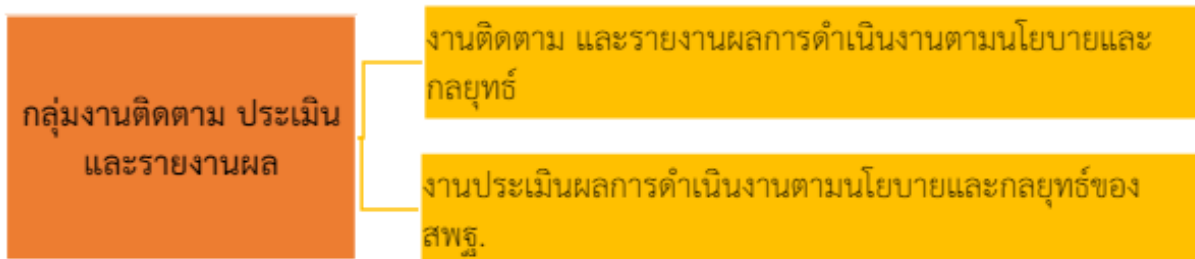 กลุ่มงานติดตาม ประเมิน
และรายงานผล
งานติดตาม และรายงานผลการดำเนินงานตามนโยบายและ
กลยุทธ์
งานประเมินผลการดำเนินงานตามนโยบายและกลยุทธ์ของ
สพฐ.